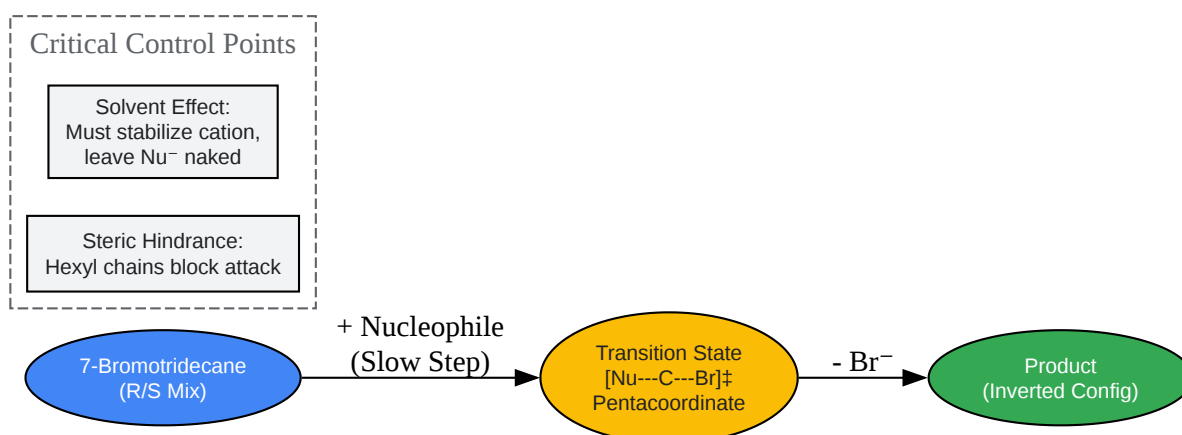 Critical Control Points
Solvent Effect:
Must stabilize cation,
leave Nu⁻ naked
Steric Hindrance:
Hexyl chains block attack
7-Bromotridecane
(R/S Mix)
+ Nucleophile
(Slow Step)
Transition State
[Nu---C---Br]‡
Pentacoordinate
- Br⁻
Product
(Inverted Config)